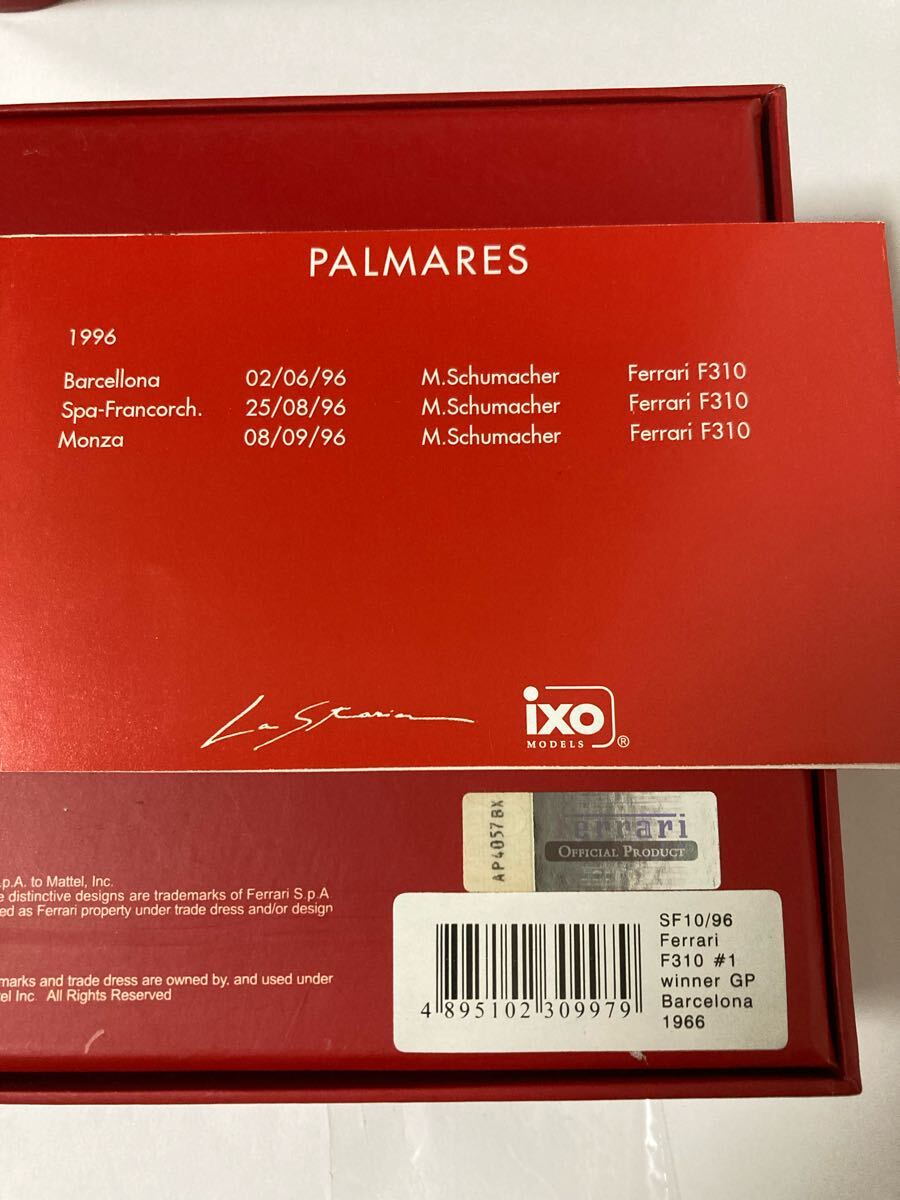 PALMARES
1996
Barcellona 02/06/96 M.Schumacher Ferrari F310
Spa-Francorch. 25/08/96 M.Schumacher Ferrari F310
Monza 08/09/96 M.Schumacher Ferrari F310
La Storia
ixo
MODELS ®
AP4057BX
Ferrari
OFFICIAL PRODUCT
.p.A. to Mattel, Inc.
e distinctive designs are trademarks of Ferrari S.p.A
ed as Ferrari property under trade dress and/or design
marks and trade dress are owned by. and used under
tel Inc. All Rights Reserved
4 895102 309979
SF10/96
Ferrari
F310 #1
winner GP
Barcelona
1966